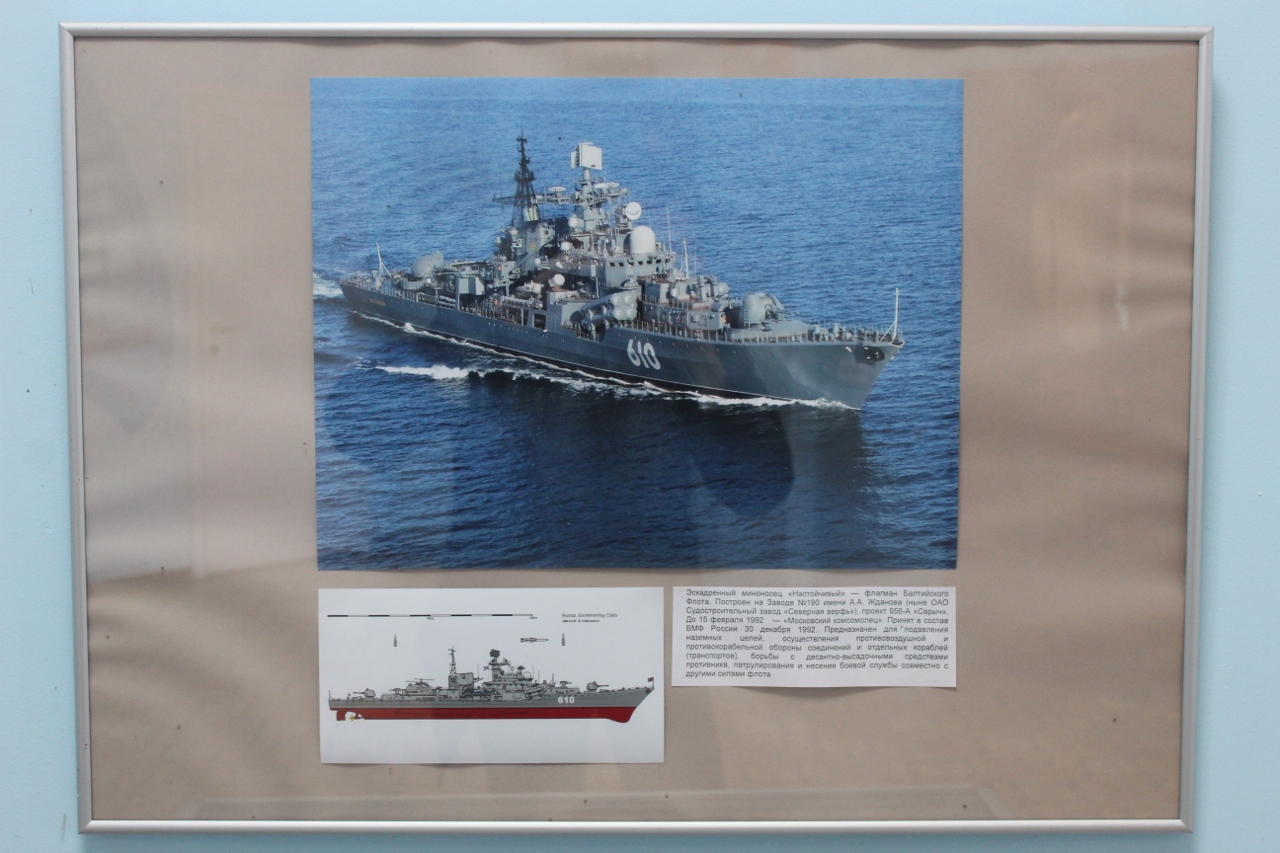 610
Russia, Sovremennyy Class
Эскадренный миноносец «Настойчивый» — флагман Балтийского
Флота. Построен на Заводе №190 имени А.А. Жданова (ныне ОАО
Судостроительный завод «Северная верфь»), проект 956-А «Сарыч».
До 15 февраля 1992 — «Московский комсомолец». Принят в состав
ВМФ России 30 декабря 1992. Предназначен для подавления
наземных целей, осуществления противовоздушной и
противокорабельной обороны соединений и отдельных кораблей
(транспортов), борьбы с десантно-высадочными средствами
противника, патрулирования и несения боевой службы совместно с
другими силами флота
610